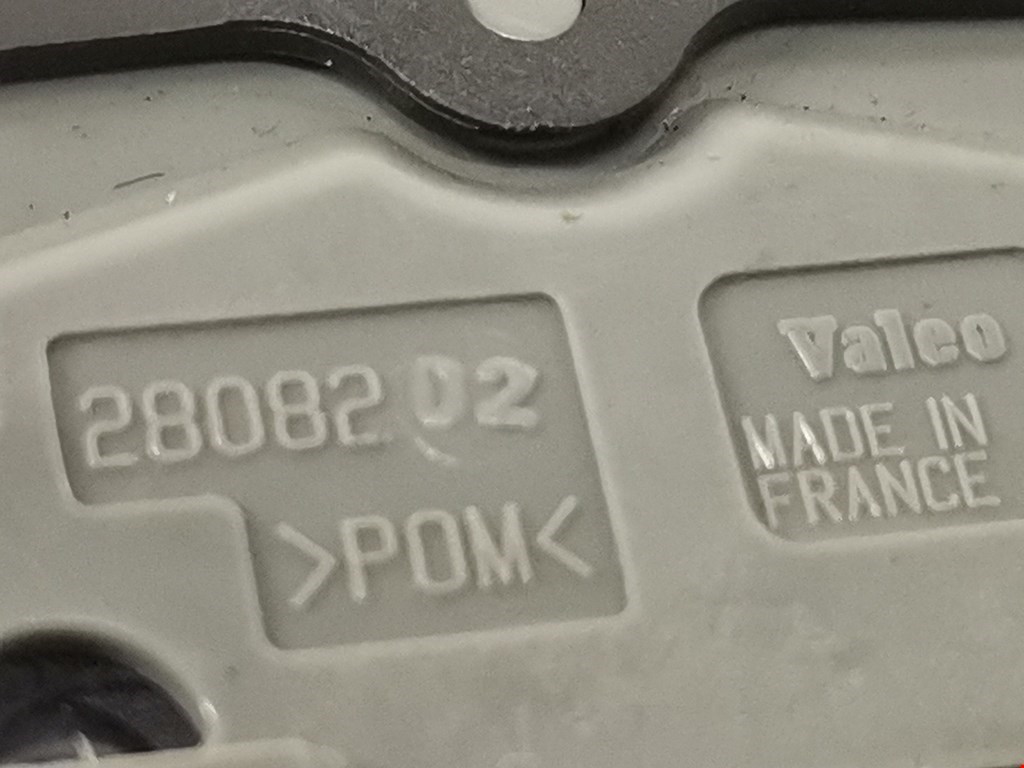 28082 02
>POM<
Valeo
MADE IN
FRANCE